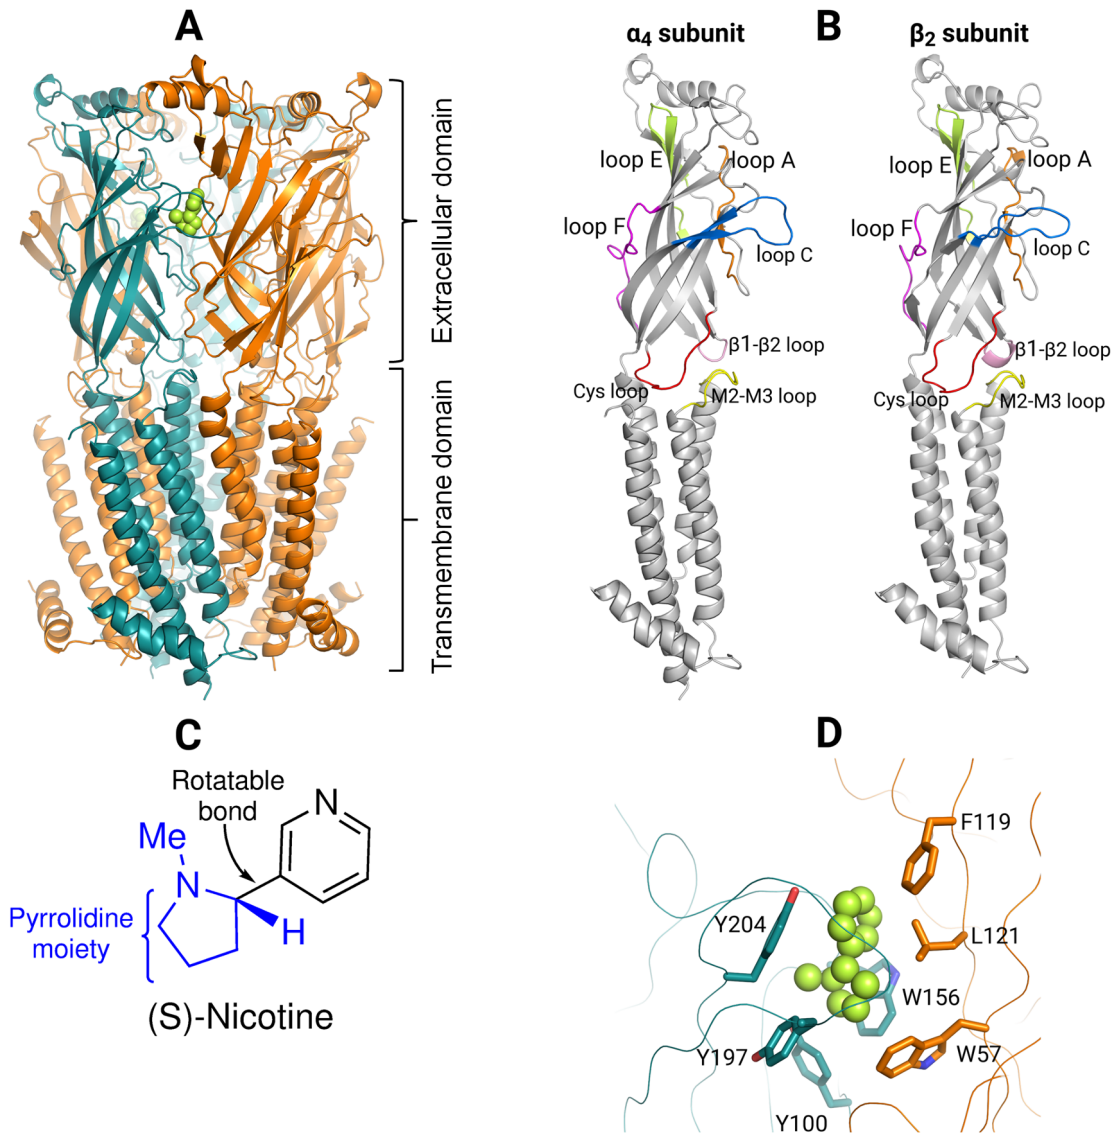 A
Extracellular domain
Transmembrane domain
B
α₄ subunit
β₂ subunit
loop E
loop A
loop F
loop C
β1-β2 loop
Cys loop
M2-M3 loop
loop E
loop A
loop F
loop C
β1-β2 loop
Cys loop
M2-M3 loop
C
Rotatable
bond
N
Me
N
H
Pyrrolidine
moiety
(S)-Nicotine
D
F119
Y204
L121
W156
Y197
W57
Y100